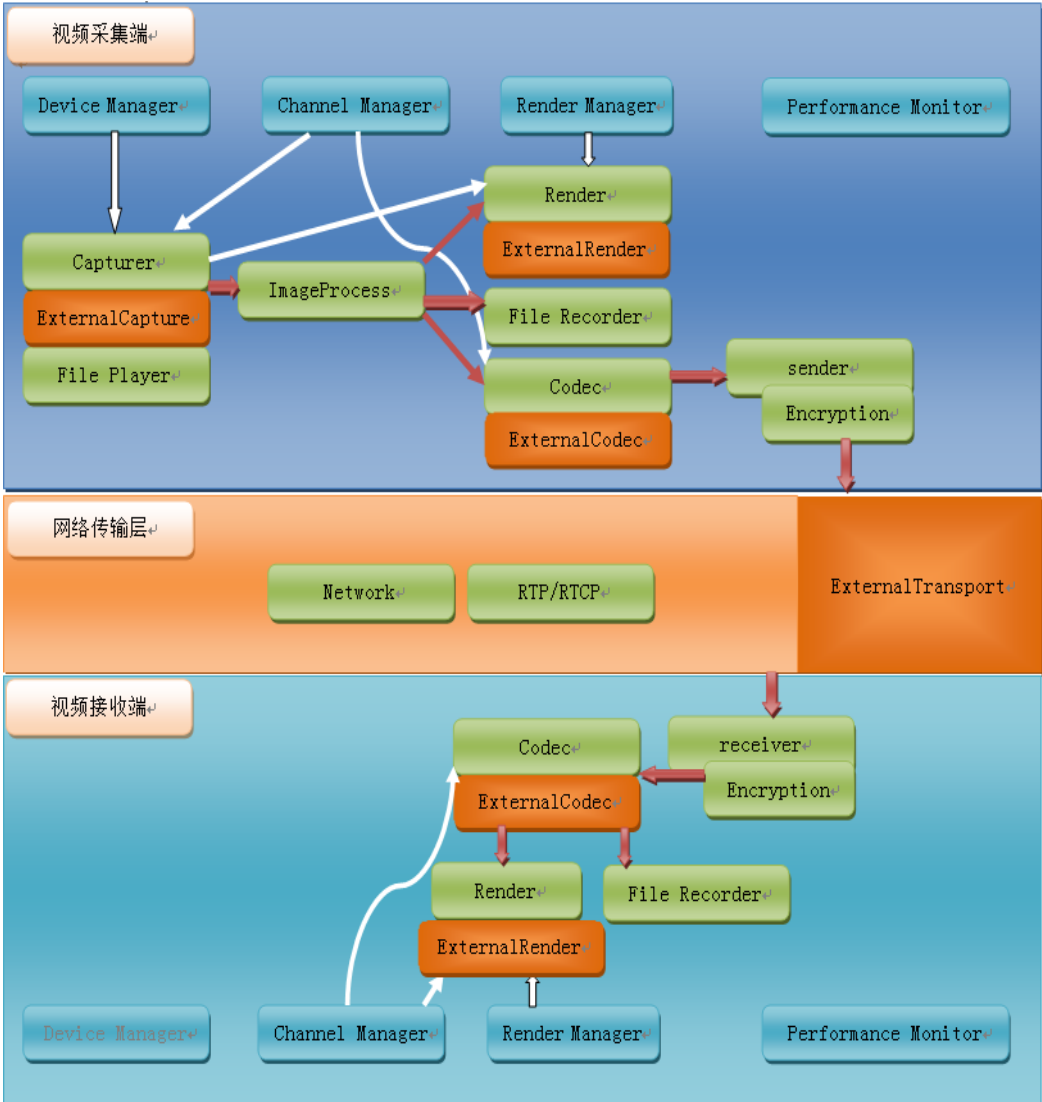 视频采集端
Device Manager
Channel Manager
Render Manager
Performance Monitor
Render
Capturer
ExternalRender
ImageProcess
ExternalCapture
File Recorder
File Player
sender
Codec
Encryption
ExternalCodec
网络传输层
Network
RTP/RTCP
ExternalTransport
视频接收端
Codec
receiver
ExternalCodec
Encryption
Render
File Recorder
ExternalRender
Device Manager
Channel Manager
Render Manager
Performance Monitor